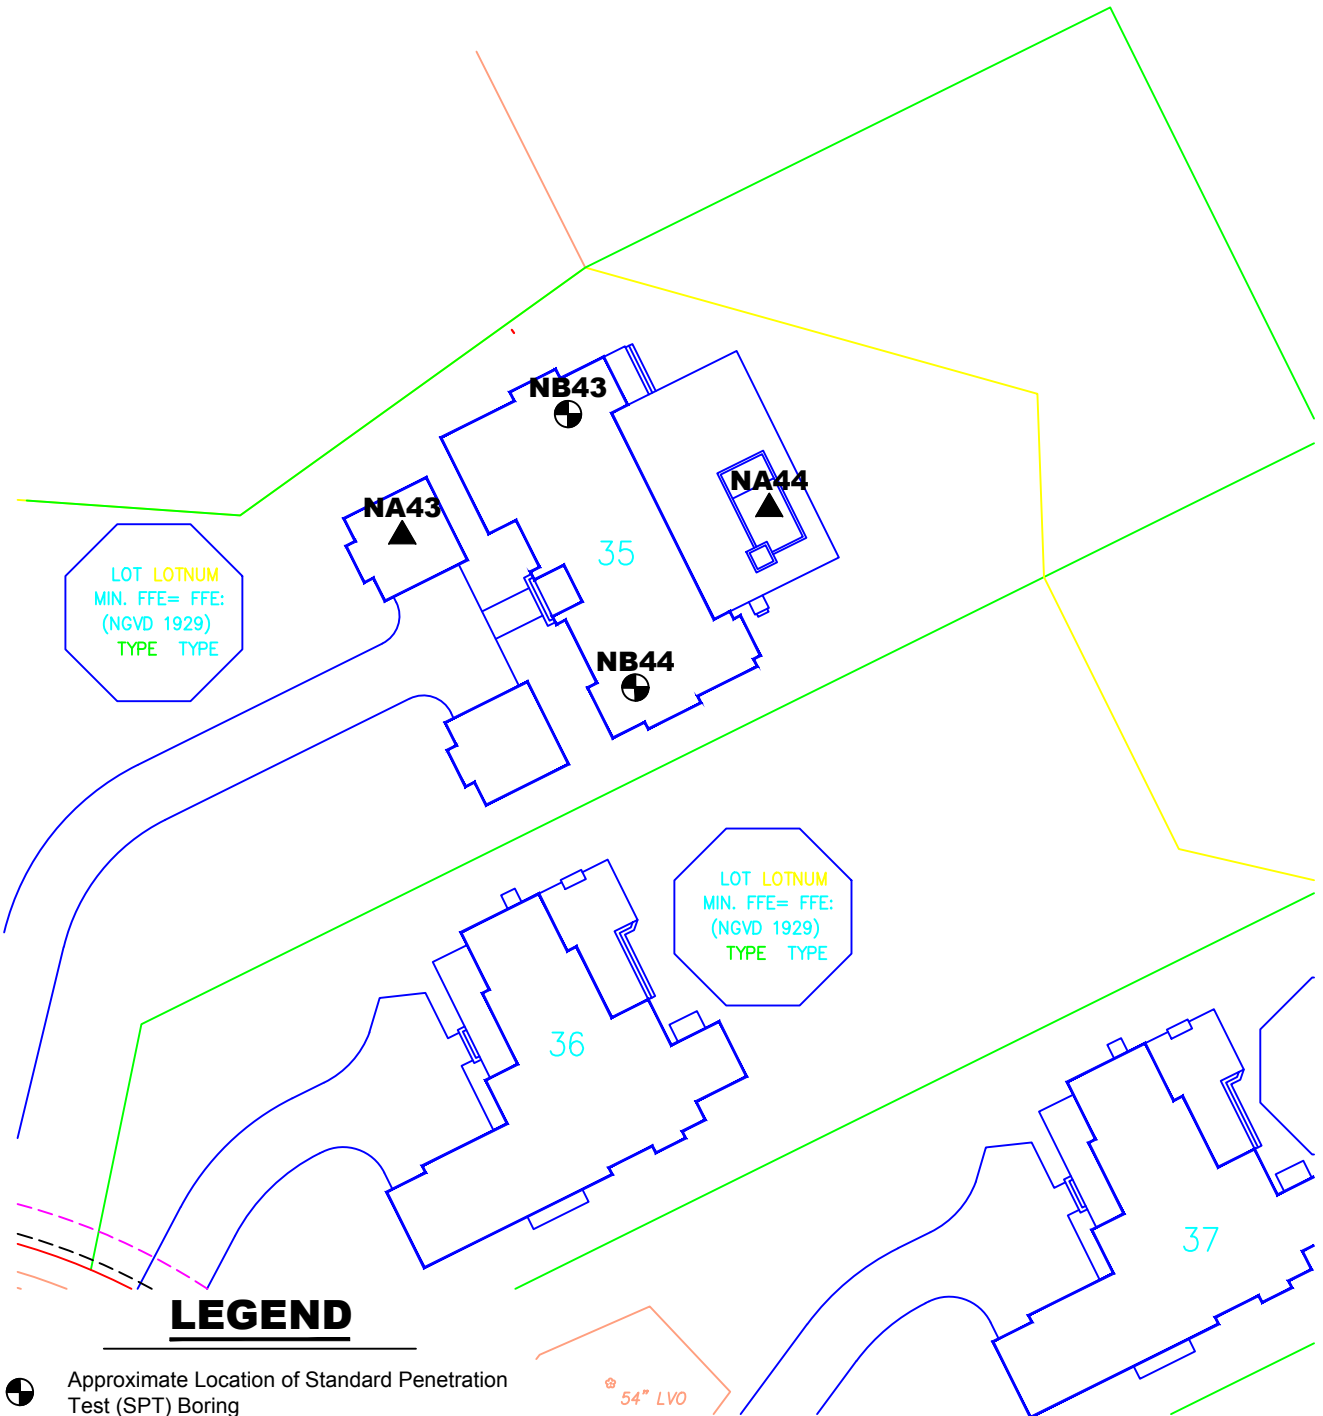 NB43
NA44
NA43
35
LOT LOTNUM
MIN. FFE= FFE:
(NGVD 1929)
TYPE TYPE
NB44
LOT LOTNUM
MIN. FFE= FFE:
(NGVD 1929)
TYPE TYPE
36
37
LEGEND
Approximate Location of Standard Penetration
Test (SPT) Boring
54" LVO